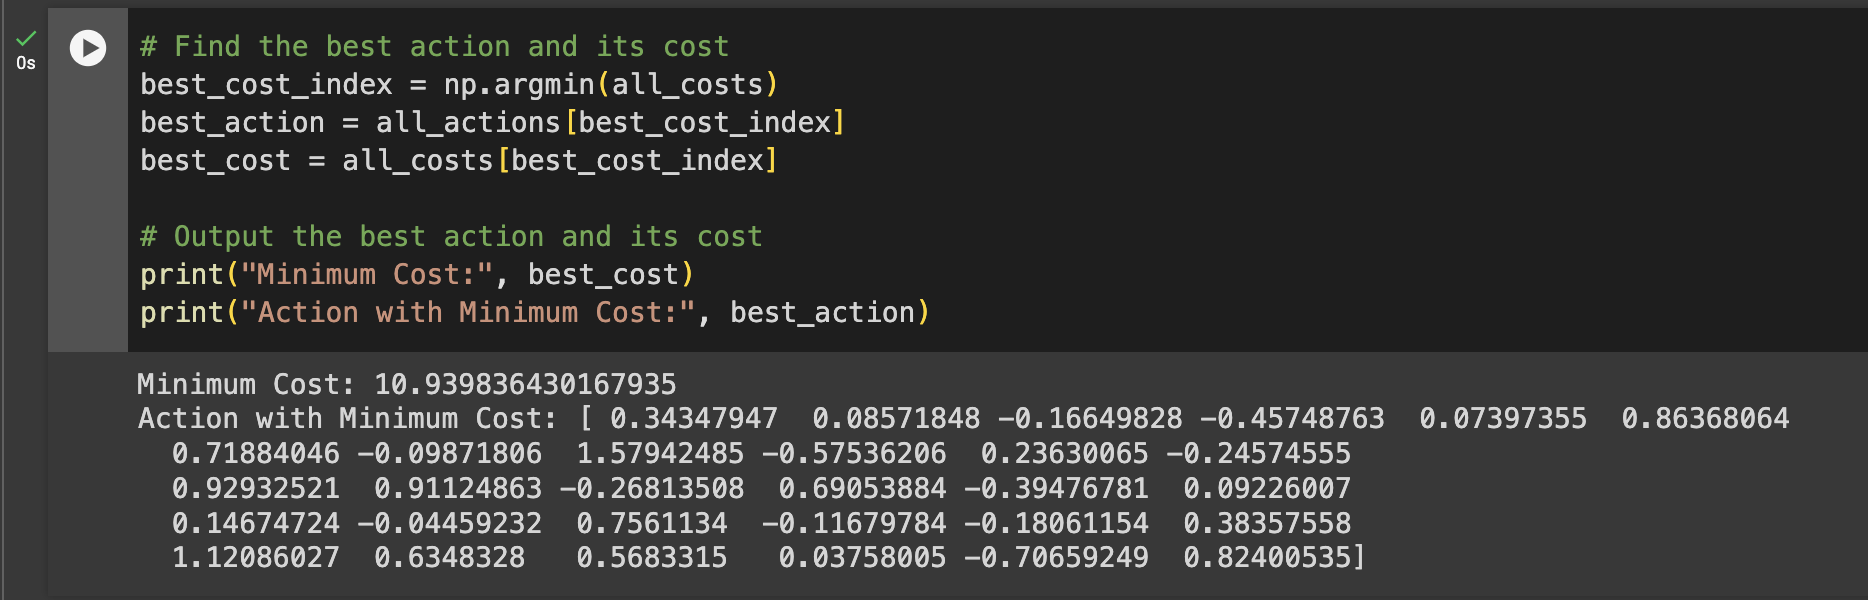 0s
# Find the best action and its cost
best_cost_index = np.argmin(all_costs)
best_action = all_actions[best_cost_index]
best_cost = all_costs[best_cost_index]
# Output the best action and its cost
print("Minimum Cost:", best_cost)
print("Action with Minimum Cost:", best_action)
Minimum Cost: 10.939836430167935
Action with Minimum Cost: [ 0.34347947  0.08571848 -0.16649828 -0.45748763  0.07397355  0.86368064
  0.71884046 -0.09871806  1.57942485 -0.57536206  0.23630065 -0.24574555
  0.92932521  0.91124863 -0.26813508  0.69053884 -0.39476781  0.09226007
  0.14674724 -0.04459232  0.7561134  -0.11679784 -0.18061154  0.38357558
  1.12086027  0.6348328   0.5683315   0.03758005 -0.70659249  0.82400535]